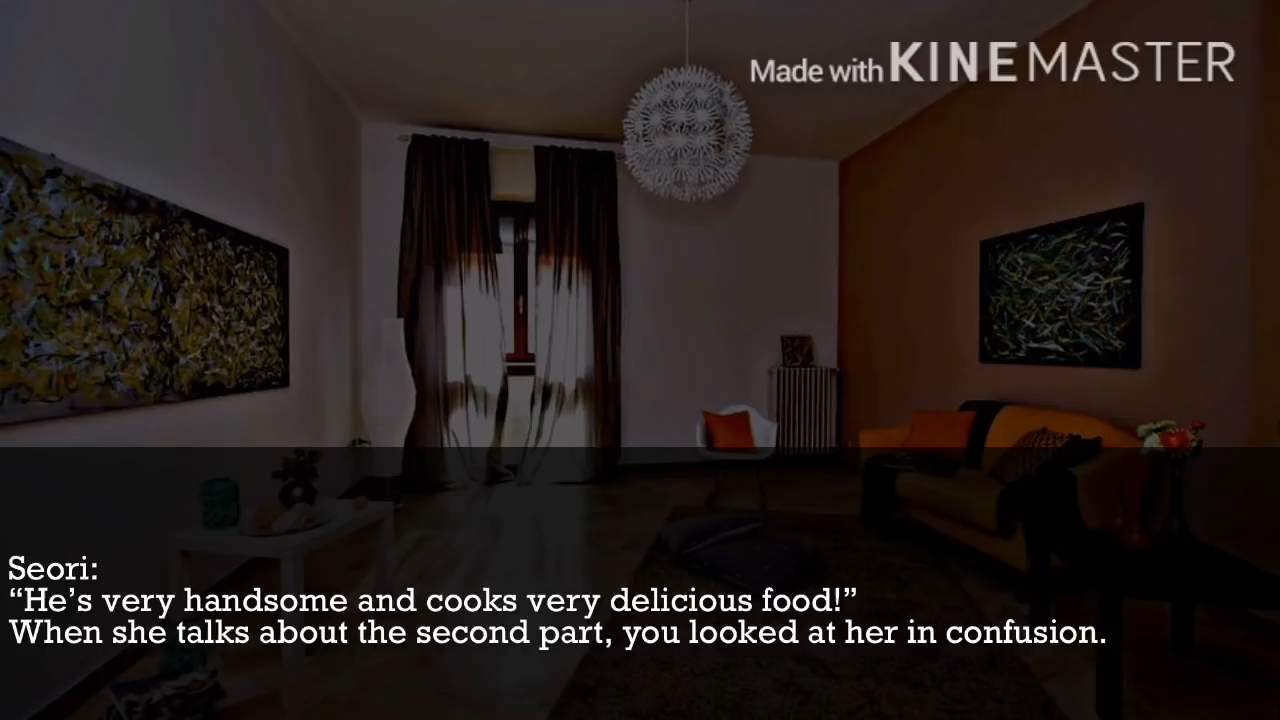 Made with KINEMASTER
Seori:
“He’s very handsome and cooks very delicious food!”
When she talks about the second part, you looked at her in confusion.